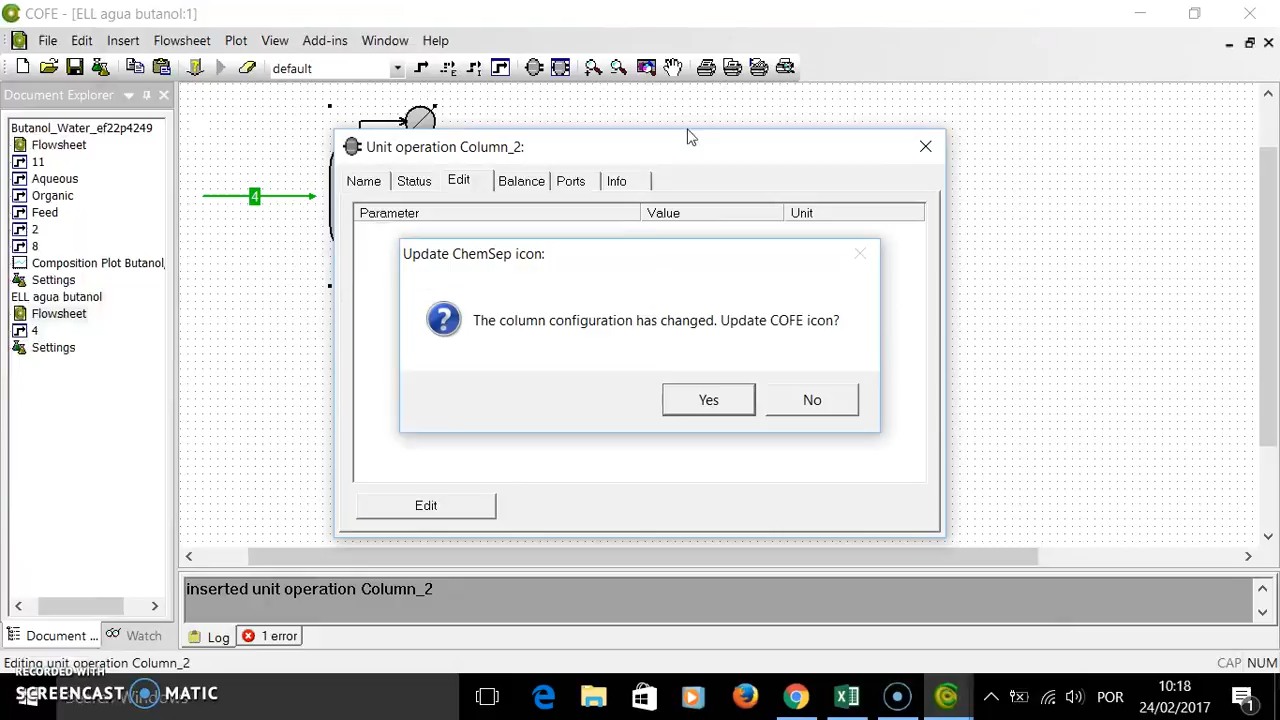 COFE - [ELL agua butanol:1]
File Edit Insert Flowsheet Plot View Add-ins Window Help
default
Document Explorer
Butanol_Water_ef22p4249
Flowsheet
11
Aqueous
Organic
Feed
2
8
Composition Plot Butanol,
Settings
ELL agua butanol
Flowsheet
4
Settings
4
Unit operation Column_2:
Name Status Edit Balance Ports Info
Parameter Value Unit
Update ChemSep icon:
The column configuration has changed. Update COFE icon?
Yes No
Edit
inserted unit operation Column_2
Document ... Watch
Log 1 error
Editing unit operation Column_2
CAP NUM
RECORDED WITH
SCREENCAST MATIC
POR
10:18
24/02/2017
1